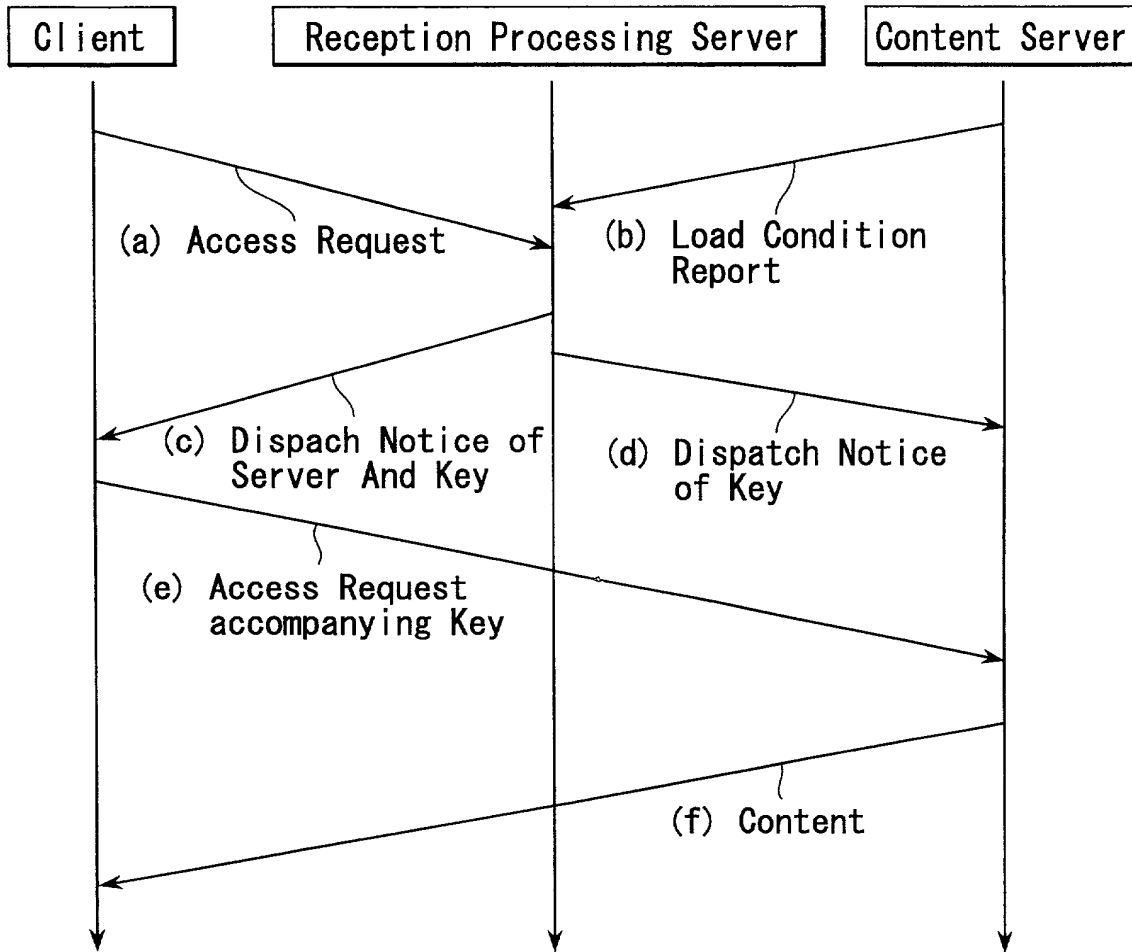 Client
Reception Processing Server
Content Server
(a) Access Request
(b) Load Condition
Report
(c) Dispach Notice of
Server And Key
(d) Dispatch Notice
of Key
(e) Access Request
accompanying Key
(f) Content